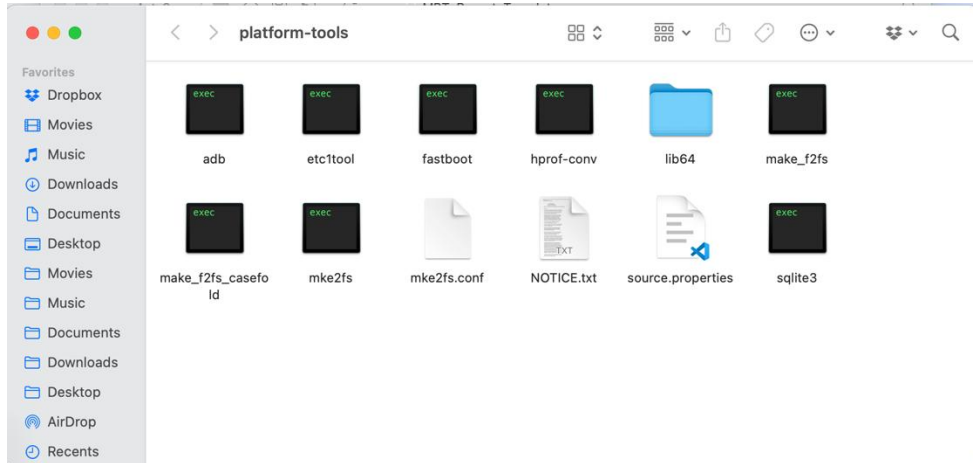 platform-tools
Favorites
Dropbox
Movies
Music
Downloads
Documents
Desktop
Movies
Music
Documents
Downloads
Desktop
AirDrop
Recents
exec
exec
exec
exec
exec
adb
etc1tool
fastboot
hprof-conv
lib64
make_f2fs
exec
exec
TXT
exec
make_f2fs_casefo
ld
mke2fs
mke2fs.conf
NOTICE.txt
source.properties
sqlite3